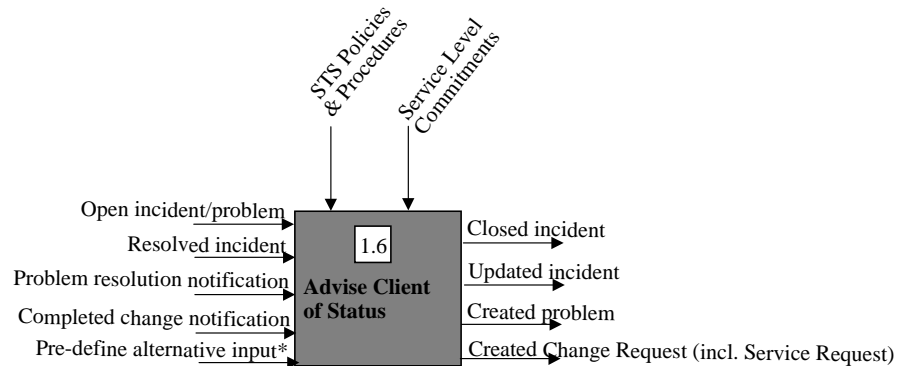 STS Policies
& Procedures
Service Level
Commitments
Open incident/problem
Resolved incident
Problem resolution notification
Completed change notification
Pre-define alternative input*
1.6
Advise Client
of Status
Closed incident
Updated incident
Created problem
Created Change Request (incl. Service Request)